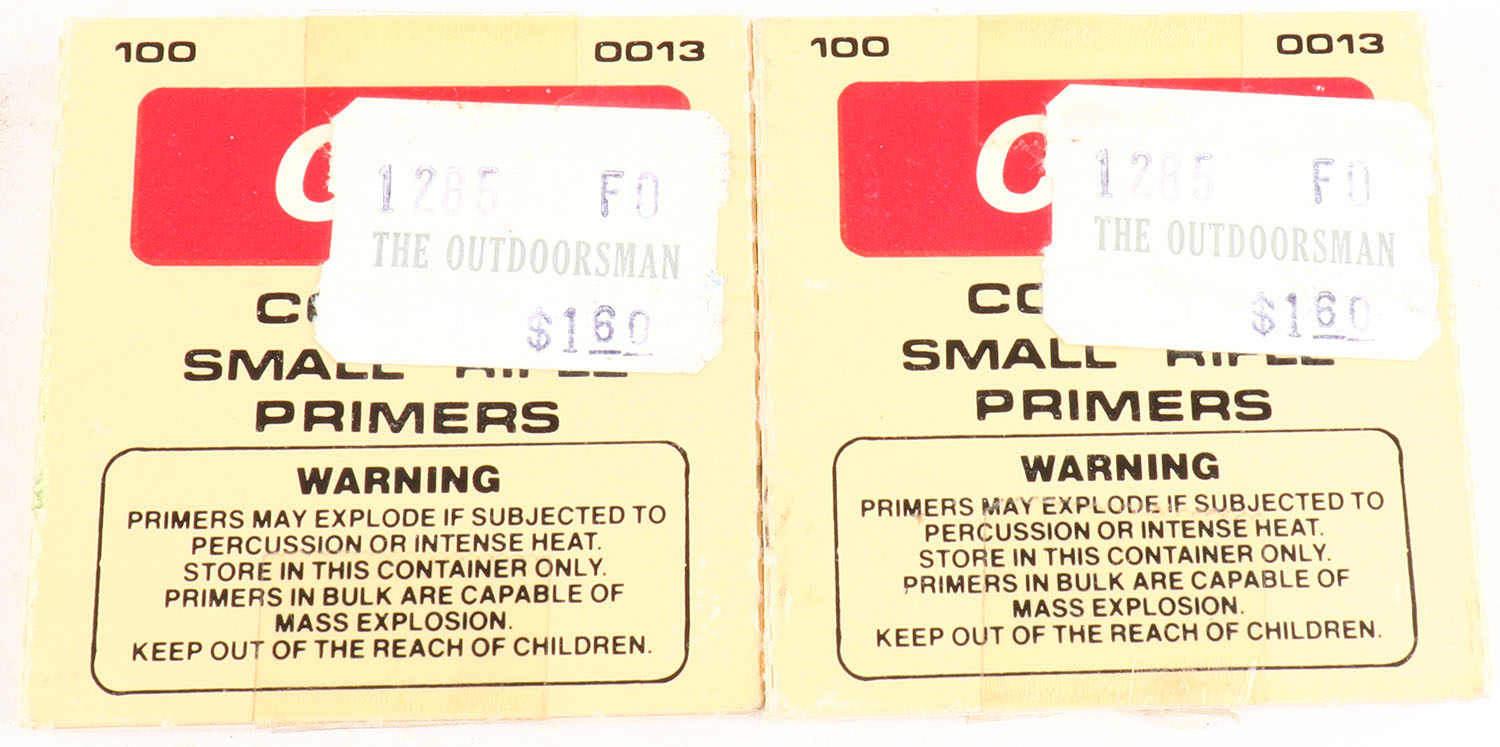 100 0013
1285 F0
THE OUTDOORSMAN
$160
SMALL RIFLE
PRIMERS
WARNING
PRIMERS MAY EXPLODE IF SUBJECTED TO
PERCUSSION OR INTENSE HEAT.
STORE IN THIS CONTAINER ONLY.
PRIMERS IN BULK ARE CAPABLE OF
MASS EXPLOSION.
KEEP OUT OF THE REACH OF CHILDREN.
100 0013
1285 F0
THE OUTDOORSMAN
$160
SMALL RIFLE
PRIMERS
WARNING
PRIMERS MAY EXPLODE IF SUBJECTED TO
PERCUSSION OR INTENSE HEAT.
STORE IN THIS CONTAINER ONLY.
PRIMERS IN BULK ARE CAPABLE OF
MASS EXPLOSION.
KEEP OUT OF THE REACH OF CHILDREN.